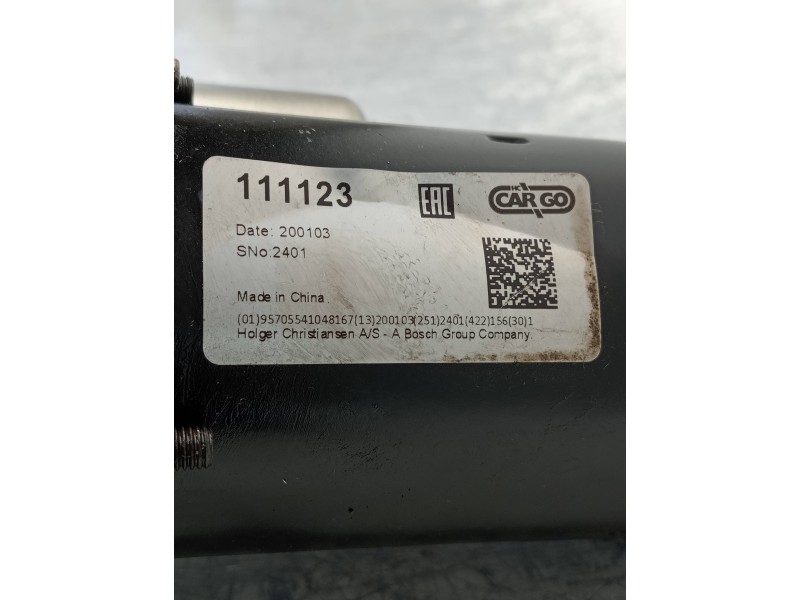 111123
EAC
HC
CARGO
Date: 200103
SNo:2401
Made in China
(01)95705541048167(13)200103(251)2401(422)156(30)1
Holger Christiansen A/S - A Bosch Group Company.